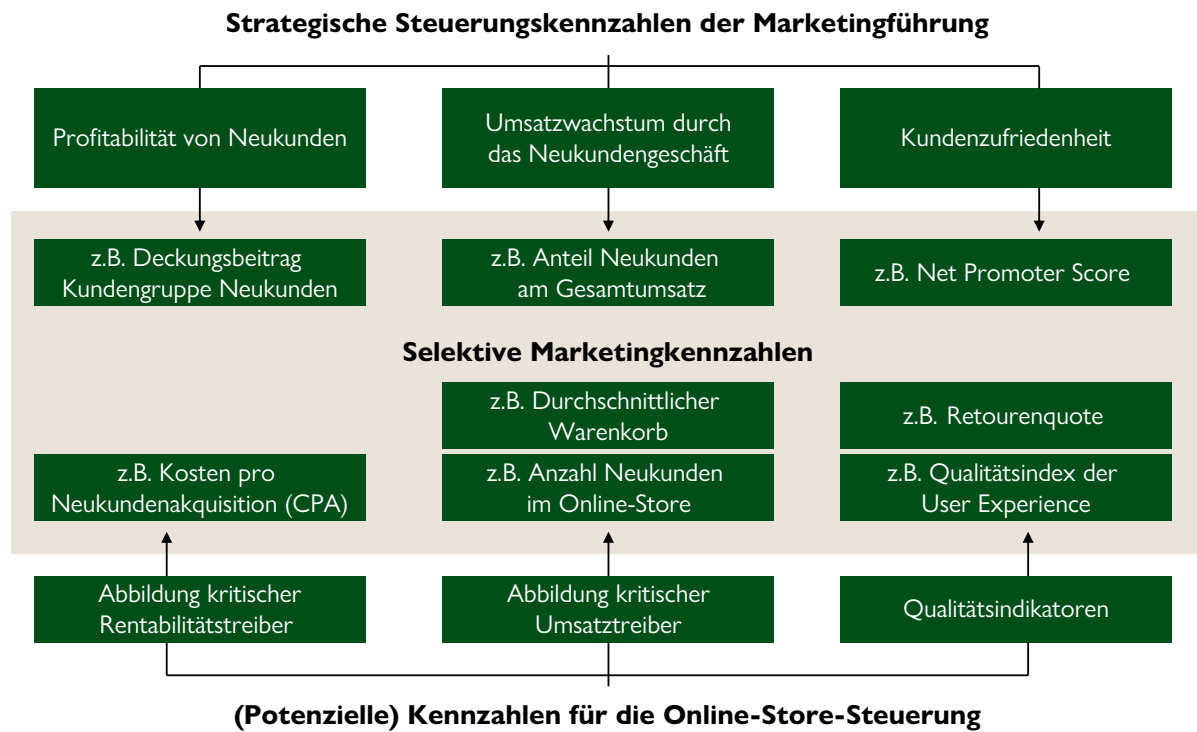 Strategische Steuerungskennzahlen der Marketingführung
Profitabilität von Neukunden
Umsatzwachstum durch
das Neukundengeschäft
Kundenzufriedenheit
z.B. Deckungsbeitrag
Kundengruppe Neukunden
z.B. Anteil Neukunden
am Gesamtumsatz
z.B. Net Promoter Score
Selektive Marketingkennzahlen
z.B. Durchschnittlicher
Warenkorb
z.B. Retourenquote
z.B. Kosten pro
Neukundenakquisition (CPA)
z.B. Anzahl Neukunden
im Online-Store
z.B. Qualitätsindex der
User Experience
Abbildung kritischer
Rentabilitätstreiber
Abbildung kritischer
Umsatztreiber
Qualitätsindikatoren
(Potenzielle) Kennzahlen für die Online-Store-Steuerung